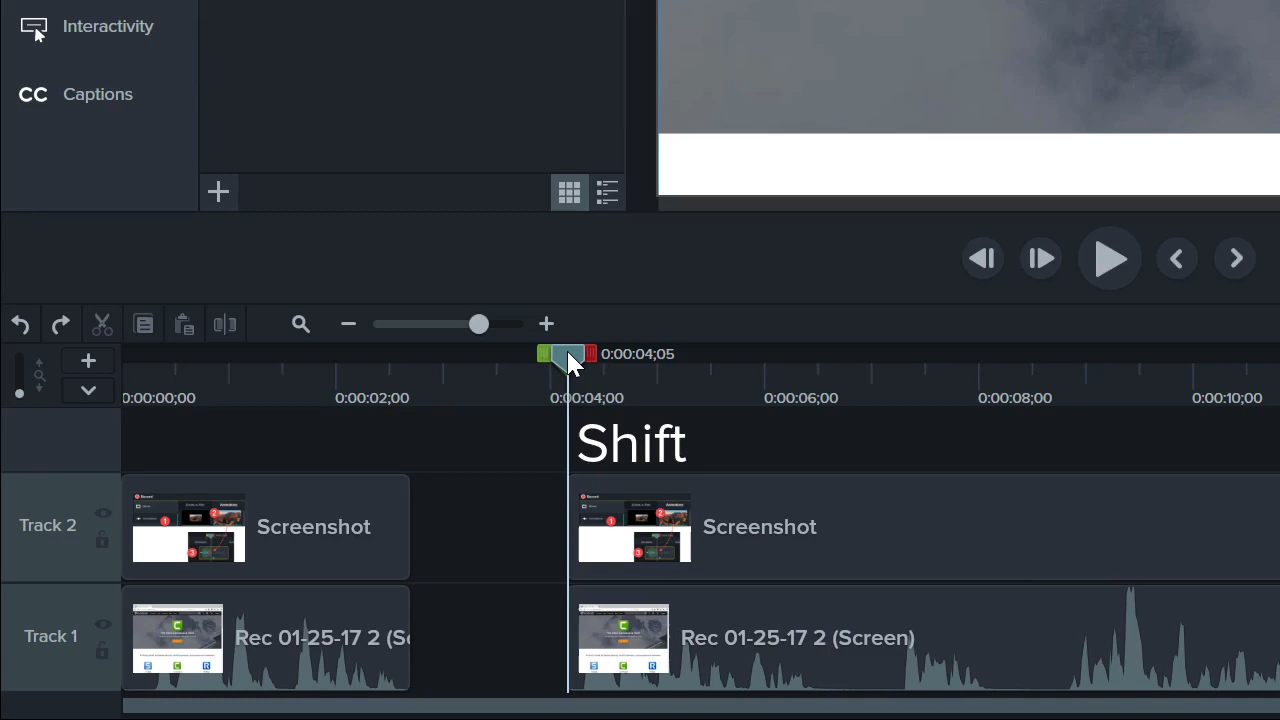 Interactivity
CC Captions
0:00:04;05
0:00:00;00 0:00:02;00 0:00:04;00 0:00:06;00 0:00:08;00 0:00:10;00
Shift
Track 2
Screenshot
Screenshot
Track 1
Rec 01-25-17 2 (Sc
Rec 01-25-17 2 (Screen)